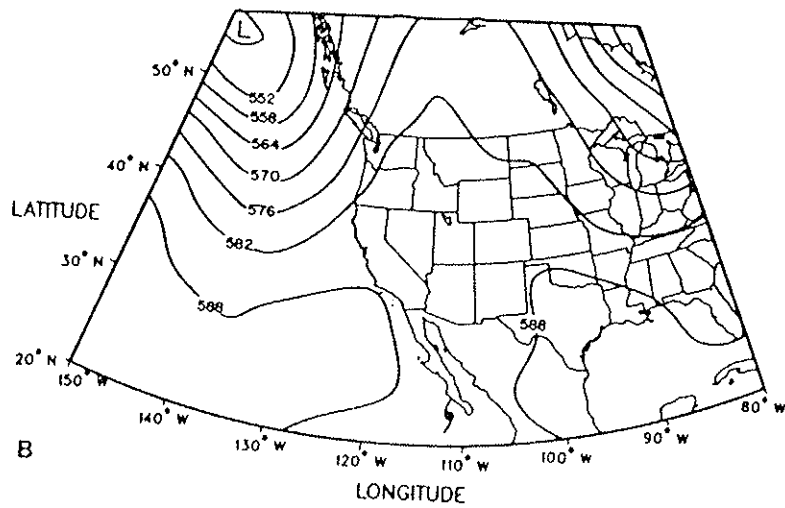 L
50° N
552
558
564
40° N
570
576
LATITUDE
582
30° N
588
588
20° N
150° W
80° W
140° W
90° W
B
130° W
100° W
120° W
110° W
LONGITUDE